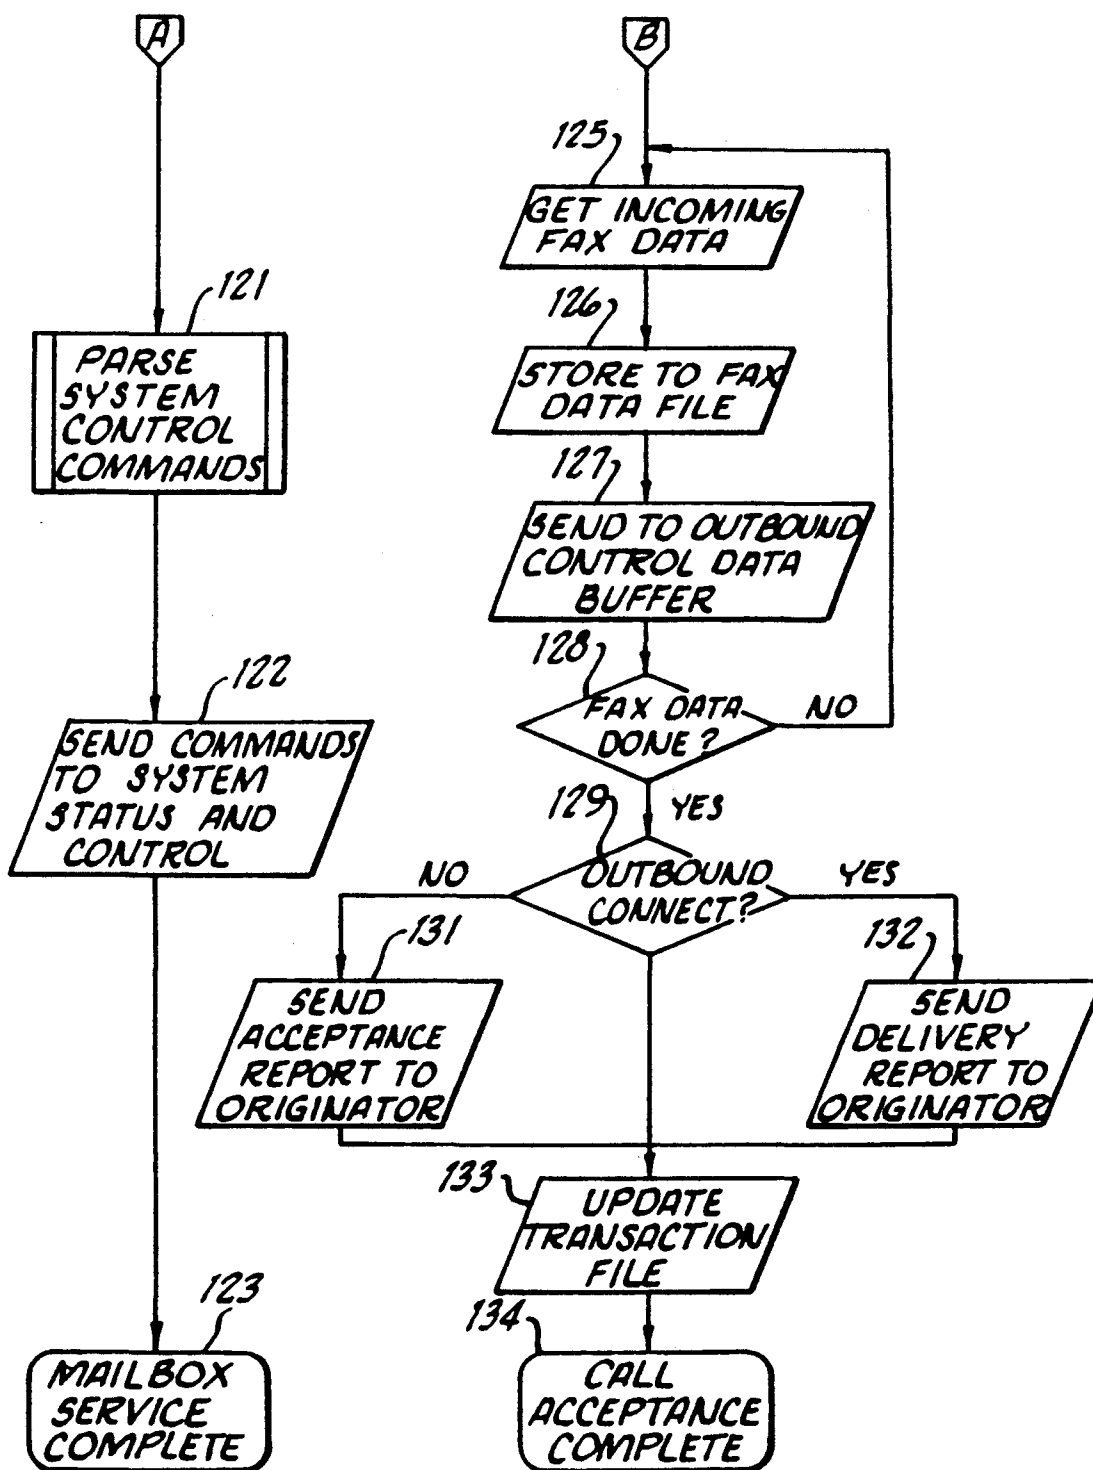 A
121
PARSE
SYSTEM
CONTROL
COMMANDS
122
SEND COMMANDS
TO SYSTEM
STATUS AND
CONTROL
123
MAILBOX
SERVICE
COMPLETE
B
125
GET INCOMING
FAX DATA
126
STORE TO FAX
DATA FILE
127
SEND TO OUTBOUND
CONTROL DATA
BUFFER
128
FAX DATA
DONE?
NO
YES
129
OUTBOUND
CONNECT?
NO
YES
131
SEND
ACCEPTANCE
REPORT TO
ORIGINATOR
132
SEND
DELIVERY
REPORT TO
ORIGINATOR
133
UPDATE
TRANSACTION
FILE
134
CALL
ACCEPTANCE
COMPLETE